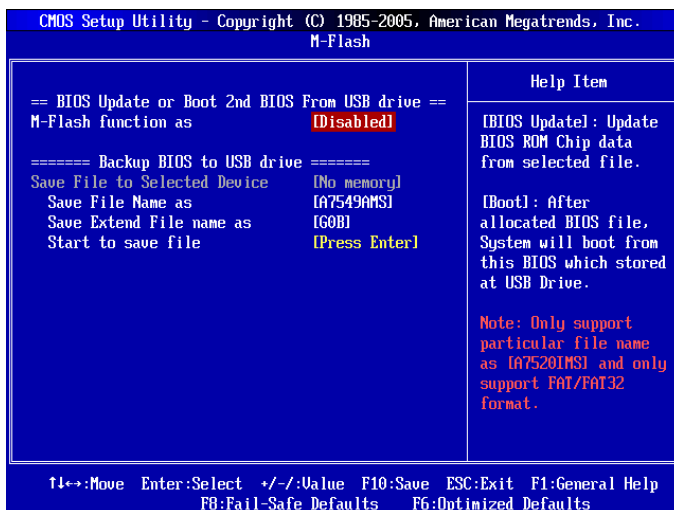 CMOS Setup Utility - Copyright (C) 1985-2005, American Megatrends, Inc.
M-Flash
== BIOS Update or Boot 2nd BIOS From USB drive ==
M-Flash function as [Disabled]
======= Backup BIOS to USB drive =======
Save File to Selected Device [No memory]
Save File Name as [A7549AMS]
Save Extend File name as [G0B]
Start to save file [Press Enter]
Help Item
[BIOS Update]: Update
BIOS ROM Chip data
from selected file.
[Boot]: After
allocated BIOS file,
System will boot from
this BIOS which stored
at USB Drive.
Note: Only support
particular file name
as [A7520IMS] and only
support FAT/FAT32
format.
↑↓←→:Move Enter:Select +/-/:Value F10:Save ESC:Exit F1:General Help
F8:Fail-Safe Defaults F6:Optimized Defaults